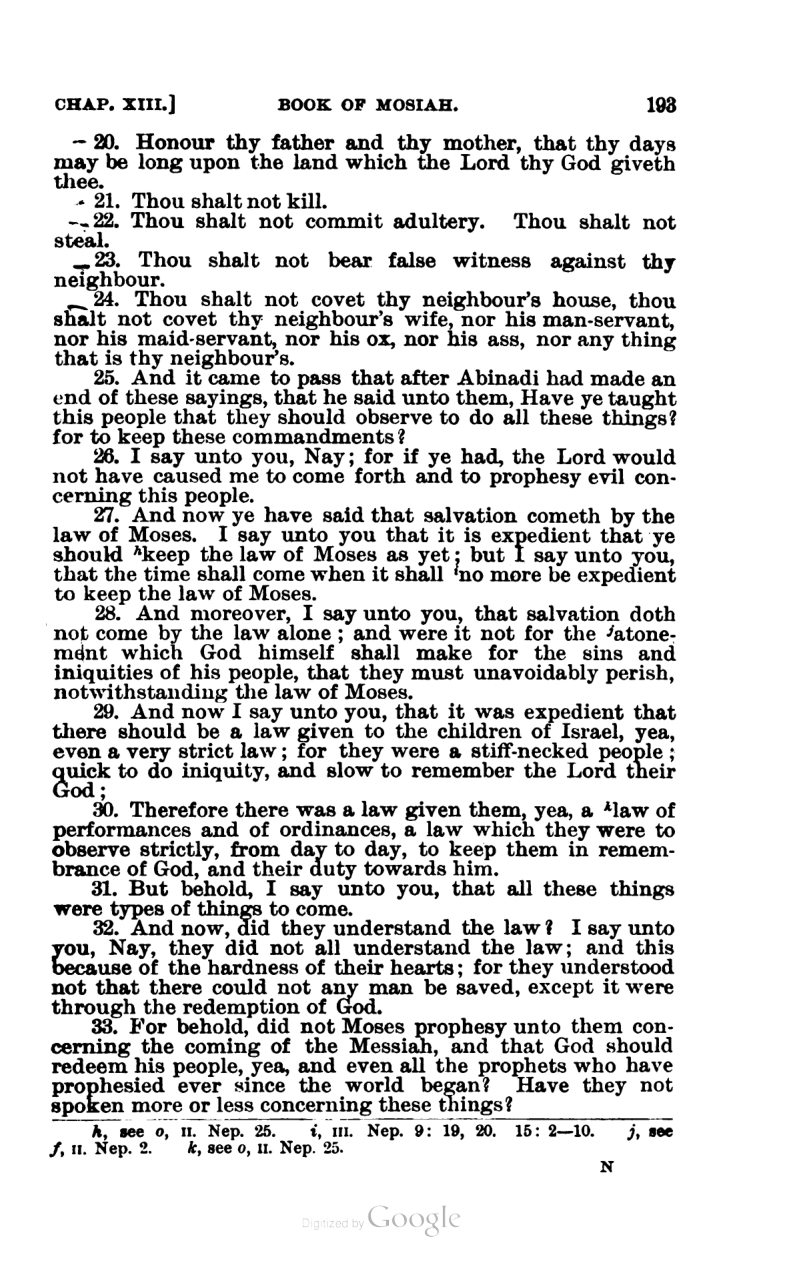 CHAP. XIII.] BOOK OF MOSIAH. 193
– 20. Honour thy father and thy mother, that thy days
may be long upon the land which the Lord thy God giveth
thee.
21. Thou shalt not kill.
22. Thou shalt not commit adultery. Thou shalt not
steal.
23. Thou shalt not bear false witness against thy
neighbour.
24. Thou shalt not covet thy neighbour's house, thou
shalt not covet thy neighbour's wife, nor his man-servant,
nor his maid-servant, nor his ox, nor his ass, nor any thing
that is thy neighbour's.
25. And it came to pass that after Abinadi had made an
end of these sayings, that he said unto them, Have ye taught
this people that they should observe to do all these things?
for to keep these commandments?
26. I say unto you, Nay; for if ye had, the Lord would
not have caused me to come forth and to prophesy evil con-
cerning this people.
27. And now ye have said that salvation cometh by the
law of Moses. I say unto you that it is expedient that ye
should ʰkeep the law of Moses as yet; but I say unto you,
that the time shall come when it shall ⁱno more be expedient
to keep the law of Moses.
28. And moreover, I say unto you, that salvation doth
not come by the law alone; and were it not for the ʲatone-
ment which God himself shall make for the sins and
iniquities of his people, that they must unavoidably perish,
notwithstanding the law of Moses.
29. And now I say unto you, that it was expedient that
there should be a law given to the children of Israel, yea,
even a very strict law; for they were a stiff-necked people;
quick to do iniquity, and slow to remember the Lord their
God;
30. Therefore there was a law given them, yea, a ᵏlaw of
performances and of ordinances, a law which they were to
observe strictly, from day to day, to keep them in remem-
brance of God, and their duty towards him.
31. But behold, I say unto you, that all these things
were types of things to come.
32. And now, did they understand the law? I say unto
you, Nay, they did not all understand the law; and this
because of the hardness of their hearts; for they understood
not that there could not any man be saved, except it were
through the redemption of God.
33. For behold, did not Moses prophesy unto them con-
cerning the coming of the Messiah, and that God should
redeem his people, yea, and even all the prophets who have
prophesied ever since the world began? Have they not
spoken more or less concerning these things?
h, see o, II. Nep. 25. i, III. Nep. 9: 19, 20. 15: 2—10. j, see
f, II. Nep. 2. k, see o, II. Nep. 25.
N
Digitized by Google